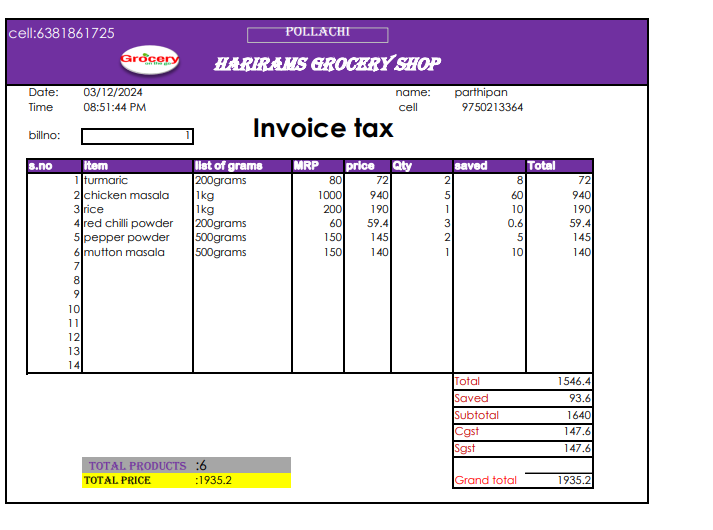 cell:6381861725
POLLACHI
Grocery
on the go
HARIRAMS GROCERY SHOP
Date: 03/12/2024 name: parthipan
Time 08:51:44 PM cell 9750213364
billno: 1
Invoice tax
s.no Item list of grams MRP price Qty saved Total
1 turmaric 200grams 80 72 2 8 72
2 chicken masala 1kg 1000 940 5 60 940
3 rice 1kg 200 190 1 10 190
4 red chilli powder 200grams 60 59.4 3 0.6 59.4
5 pepper powder 500grams 150 145 2 5 145
6 mutton masala 500grams 150 140 1 10 140
7
8
9
10
11
12
13
14
Total 1546.4
Saved 93.6
Subtotal 1640
Cgst 147.6
Sgst 147.6
TOTAL PRODUCTS :6
TOTAL PRICE :1935.2 Grand total 1935.2